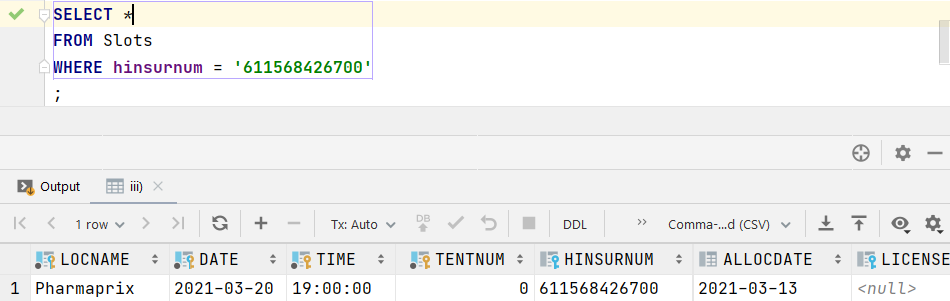 SELECT *
FROM Slots
WHERE hinsurnum = '611568426700'
;
Output iii)
1 row Tx: Auto DB DDL Comma-...d (CSV)
LOCNAME DATE TIME TENTNUM HINSURNUM ALLOCDATE LICENSE
1 Pharmaprix 2021-03-20 19:00:00 0 611568426700 2021-03-13 <null>